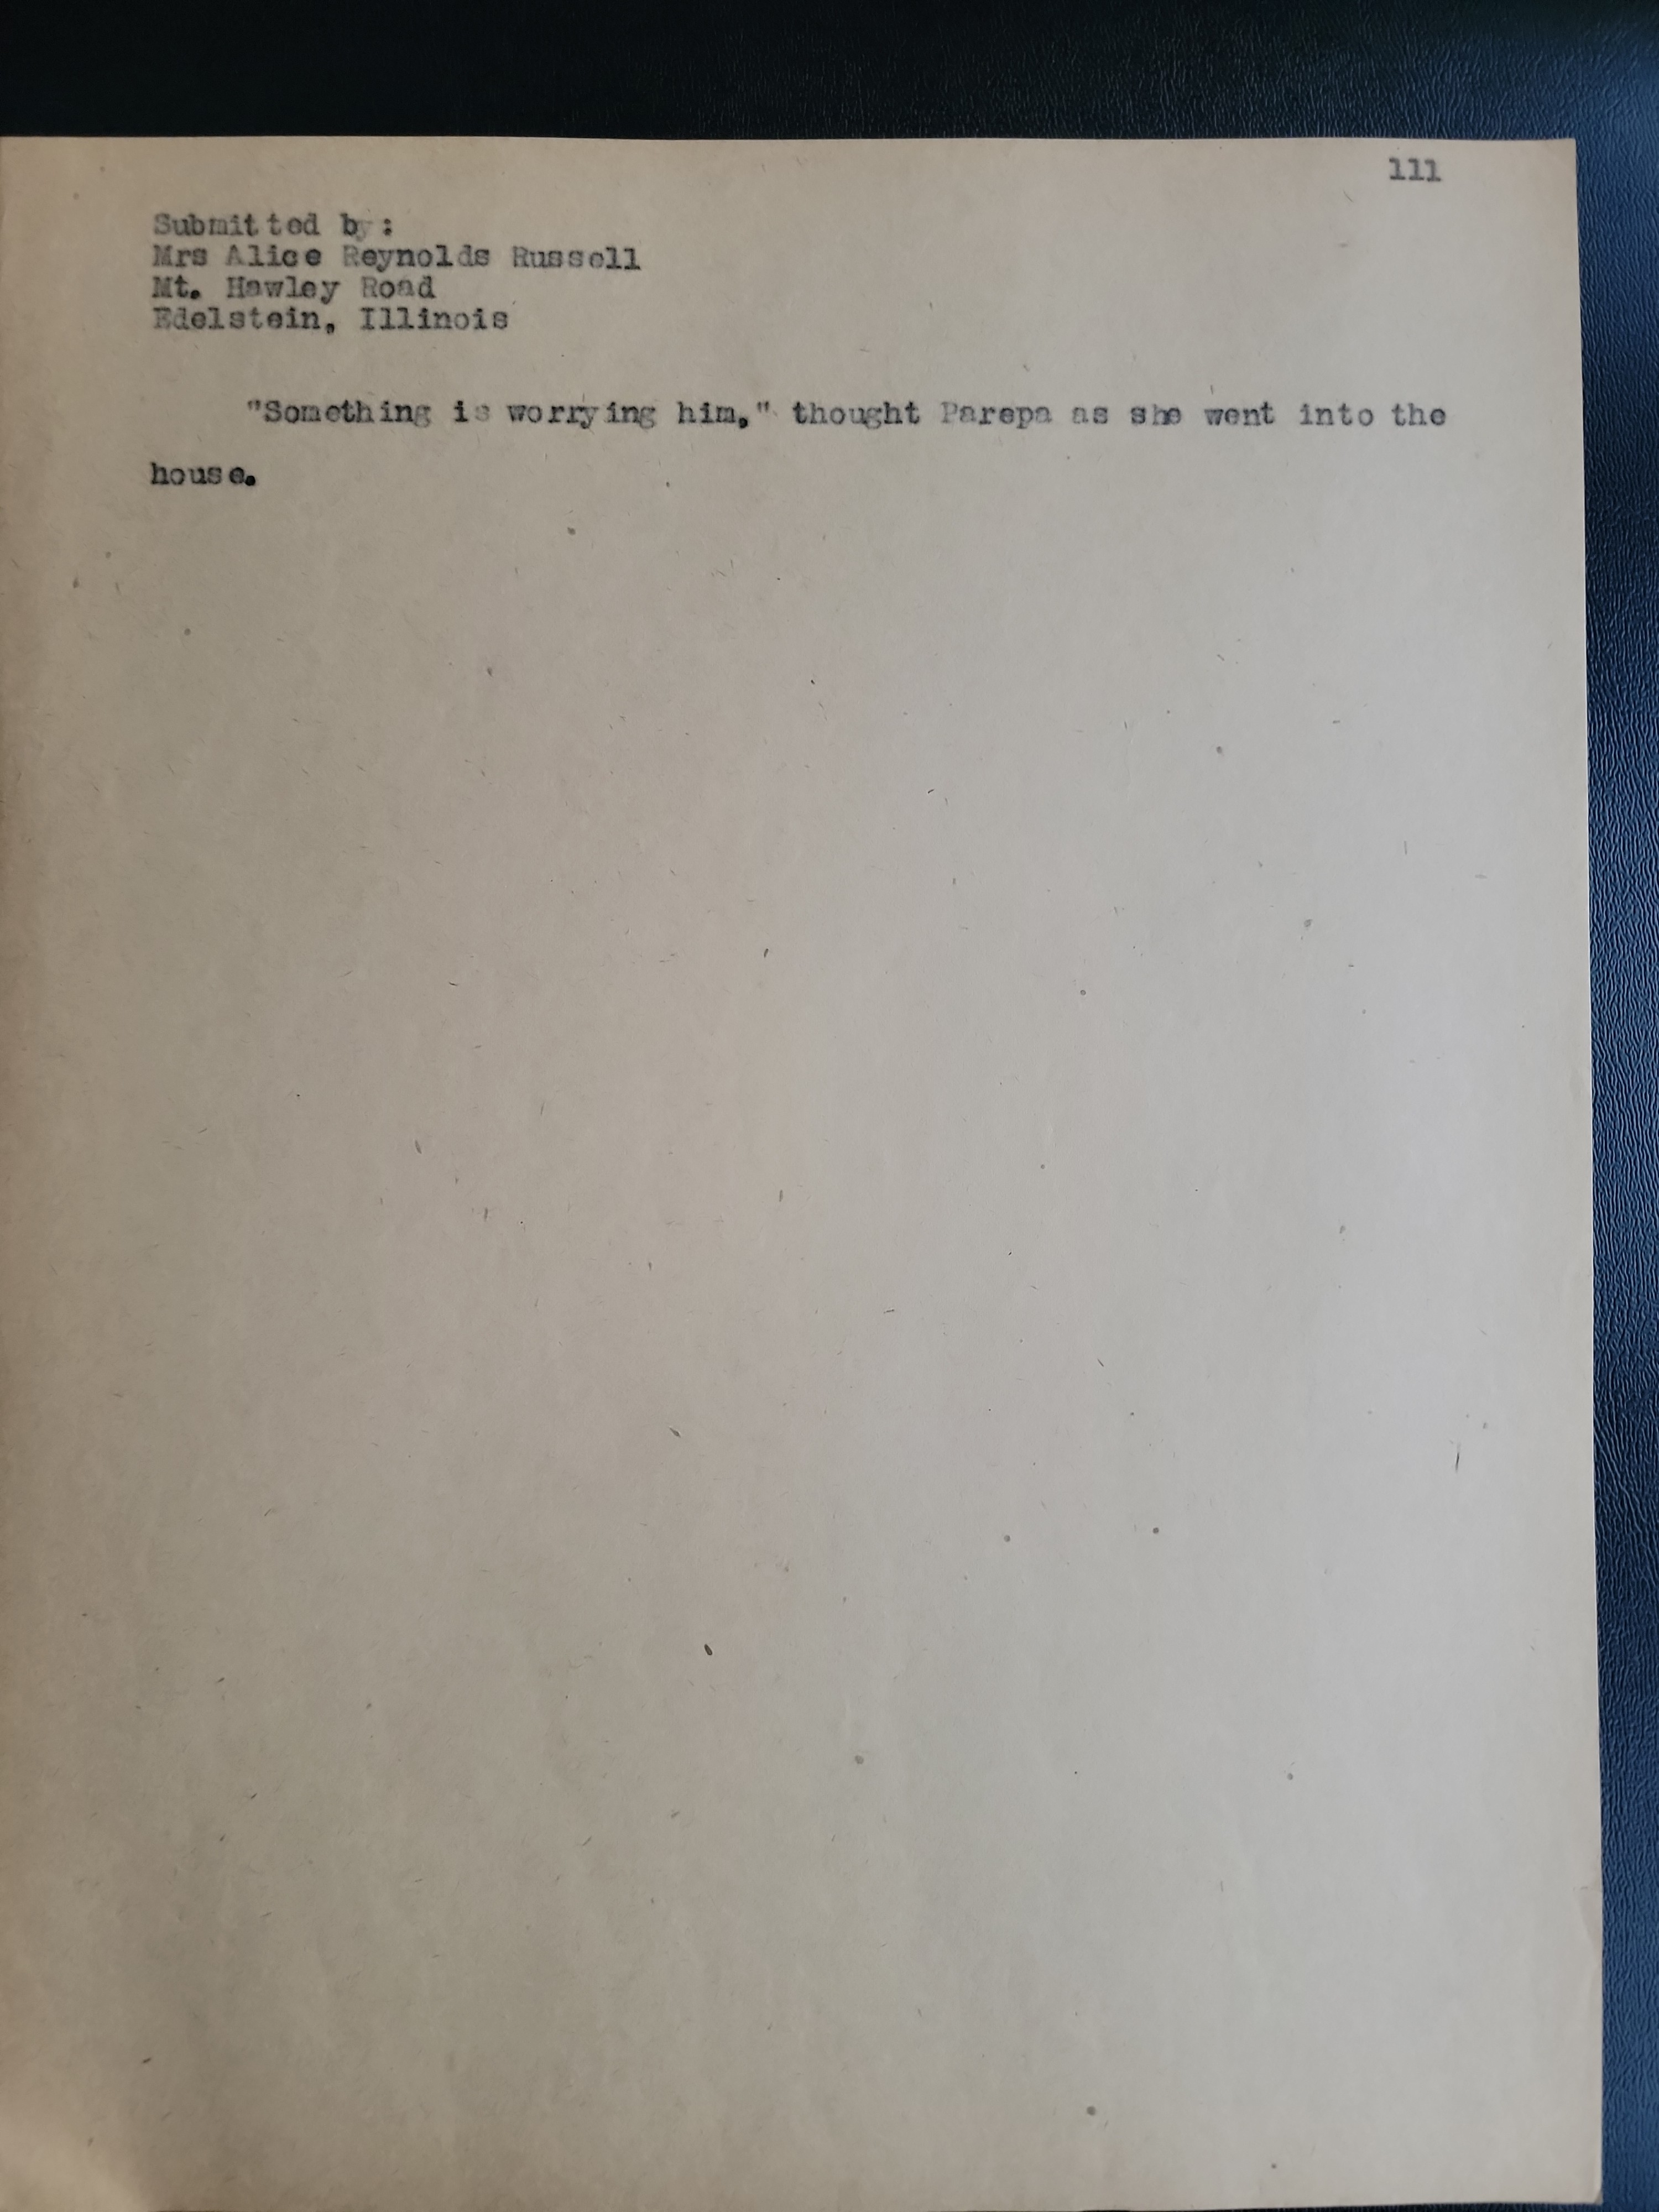 111
Submitted by:
Mrs Alice Reynolds Russell
Mt. Hawley Road
Edelstein, Illinois
"Something is worrying him," thought Parepa as she went into the
house.